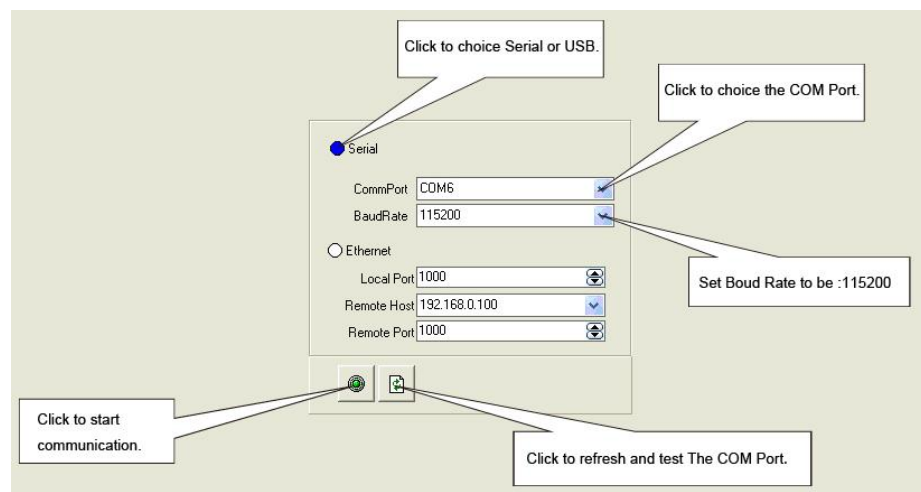 Click to choice Serial or USB.
Click to choice the COM Port.
Serial
CommPort COM6
BaudRate 115200
Ethernet
Local Port 1000
Set Boud Rate to be :115200
Remote Host 192.168.0.100
Remote Port 1000
Click to start
communication.
Click to refresh and test The COM Port.